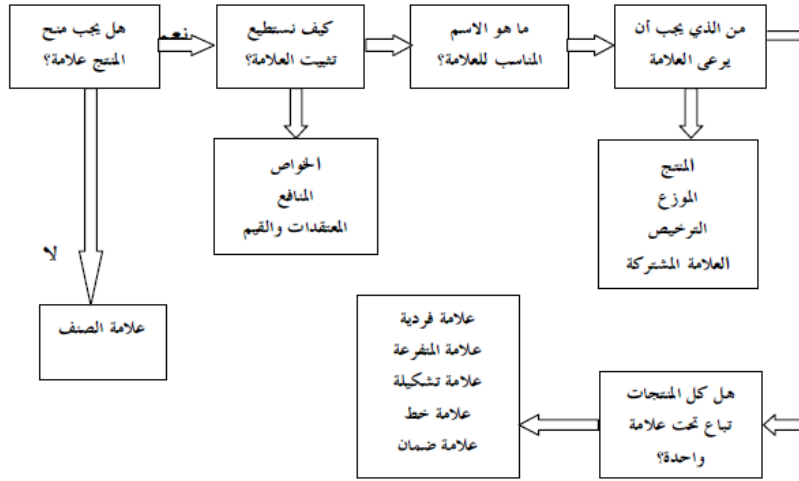 هل يجب منح
المنتج علامة؟
نعم
كيف نستطيع
تثبيت العلامة؟
ما هو الاسم
المناسب للعلامة؟
من الذي يجب أن
يرعى العلامة
الخواص
المنافع
المعتقدات والقيم
المنتج
الموزع
الترخيص
العلامة المشتركة
لا
علامة الصنف
علامة فردية
علامة المتفرعة
علامة تشكيلة
علامة خط
علامة ضمان
هل كل المنتجات
تباع تحت علامة
واحدة؟